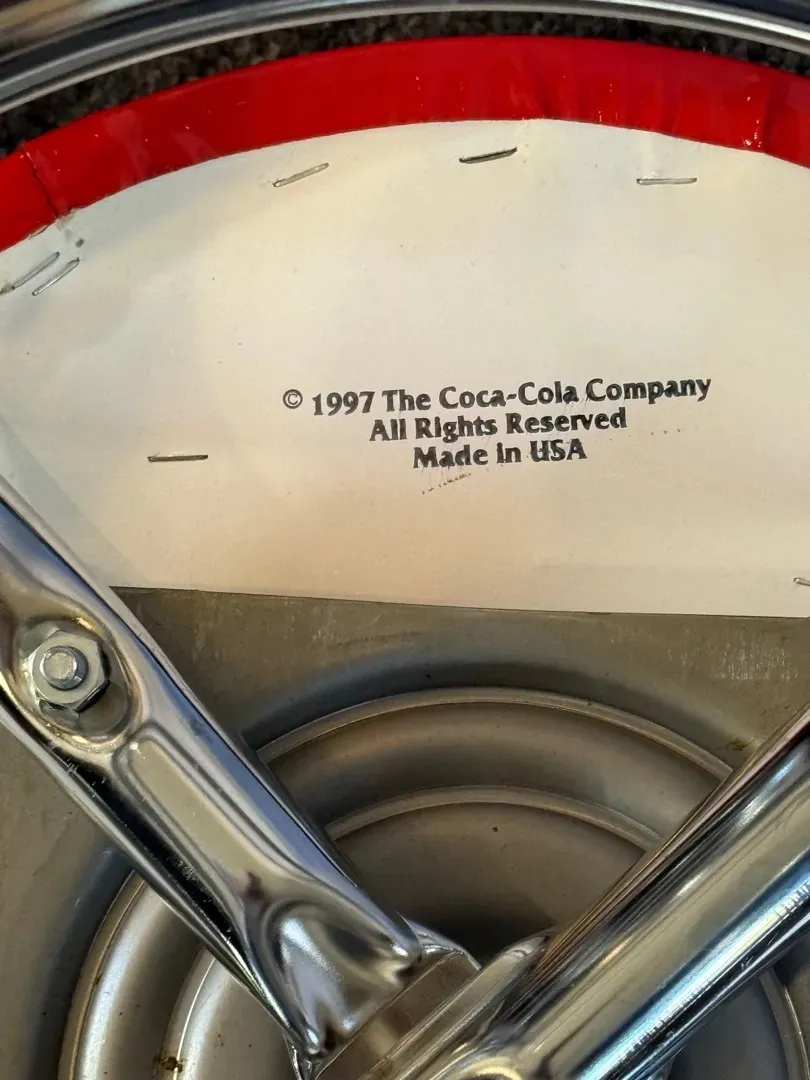 © 1997 The Coca-Cola Company
All Rights Reserved
Made in USA